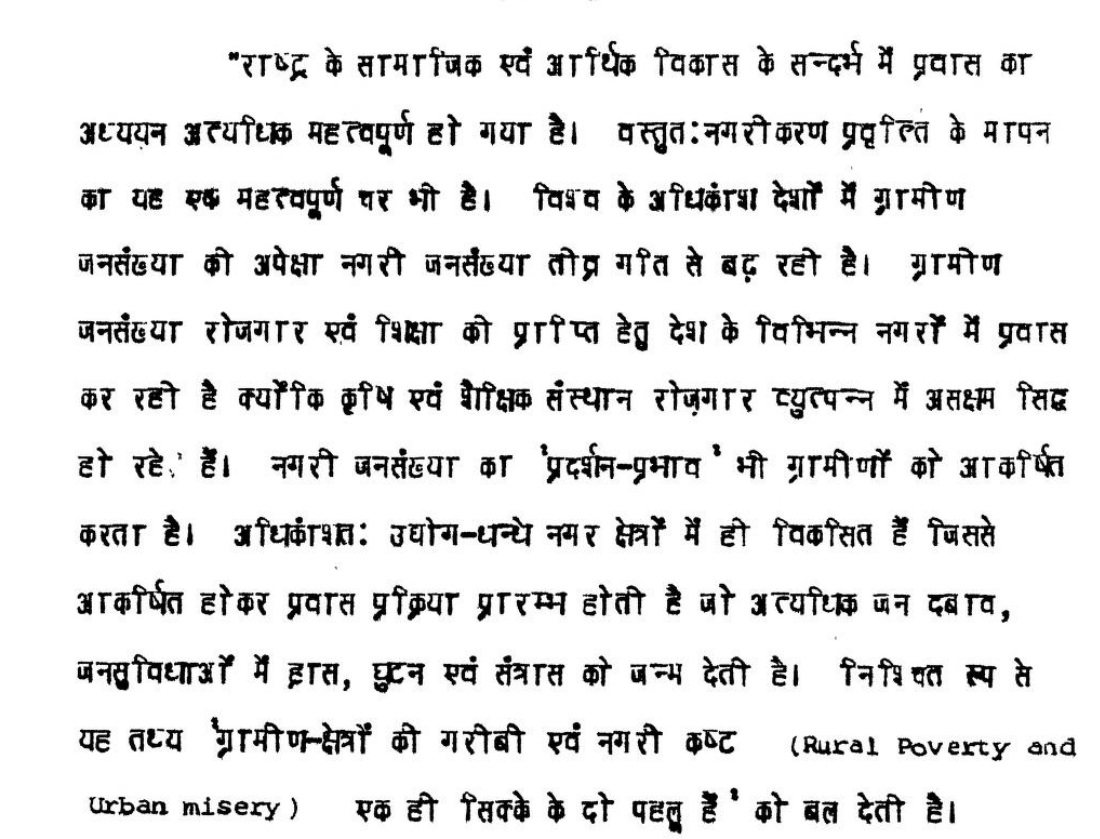 "राष्ट्र के सामाजिक एवं आर्थिक विकास के सन्दर्भ में प्रवास का
अध्ययन अत्यधिक महत्वपूर्ण हो गया है। वस्तुत:नगरीकरण प्रवृत्ति के मापन
का यह एक महत्वपूर्ण चर भी है। विश्व के अधिकांश देशों में ग्रामीण
जनसंख्या की अपेक्षा नगरी जनसंख्या तीव्र गति से बढ़ रही है। ग्रामीण
जनसंख्या रोजगार एवं शिक्षा की प्राप्ति हेतु देश के विभिन्न नगरों में प्रवास
कर रही है क्योंकि कृषि एवं शैक्षिक संस्थान रोज़गार व्युत्पन्न में असक्षम सिद्ध
हो रहे हैं। नगरी जनसंख्या का 'प्रदर्शन-प्रभाव' भी ग्रामीणों को आकर्षित
करता है। अधिकांशत: उद्योग-धन्धे नगर क्षेत्रों में ही विकसित हैं जिससे
आकर्षित होकर प्रवास प्रक्रिया प्रारम्भ होती है जो अत्यधिक जन दबाव,
जनसुविधाओं में ह्रास, घुटन एवं संत्रास को जन्म देती है। निश्चित रूप से
यह तथ्य 'ग्रामीण-क्षेत्रों की गरीबी एवं नगरी कष्ट (Rural Poverty and
Urban misery) एक ही सिक्के के दो पहलू हैं' को बल देती है।